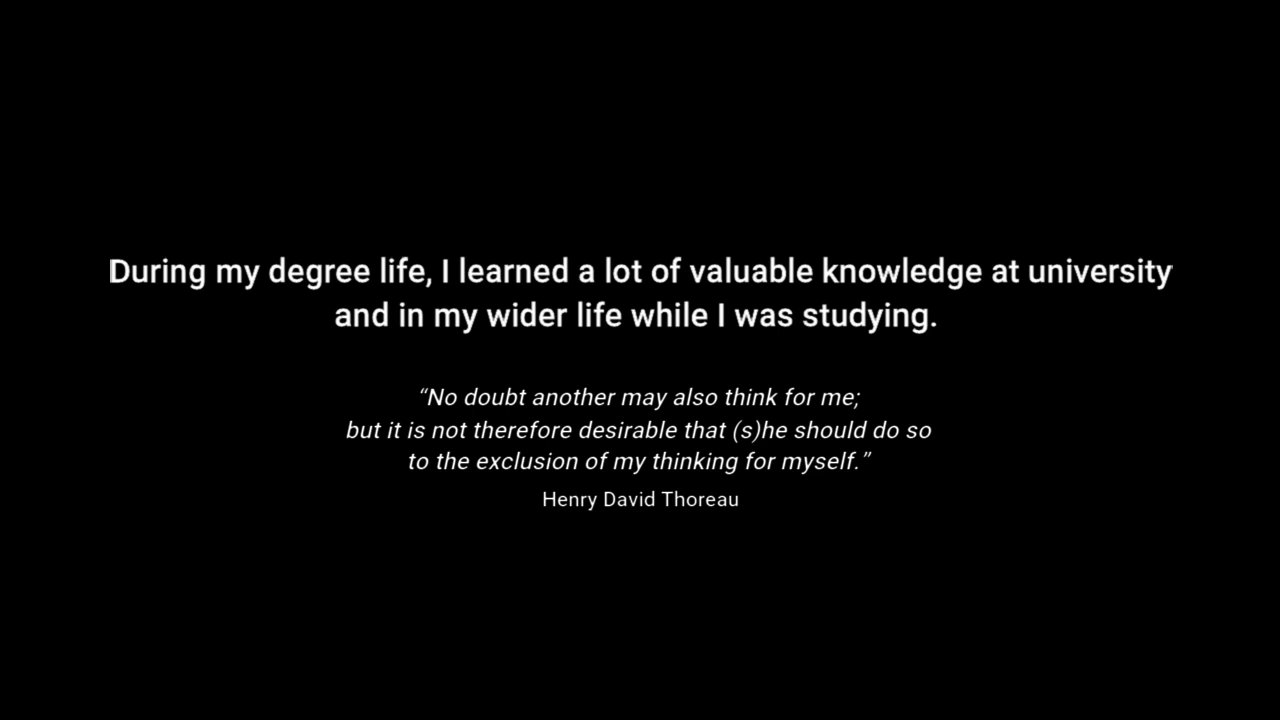 During my degree life, I learned a lot of valuable knowledge at university
and in my wider life while I was studying.
“No doubt another may also think for me;
but it is not therefore desirable that (s)he should do so
to the exclusion of my thinking for myself.”
Henry David Thoreau